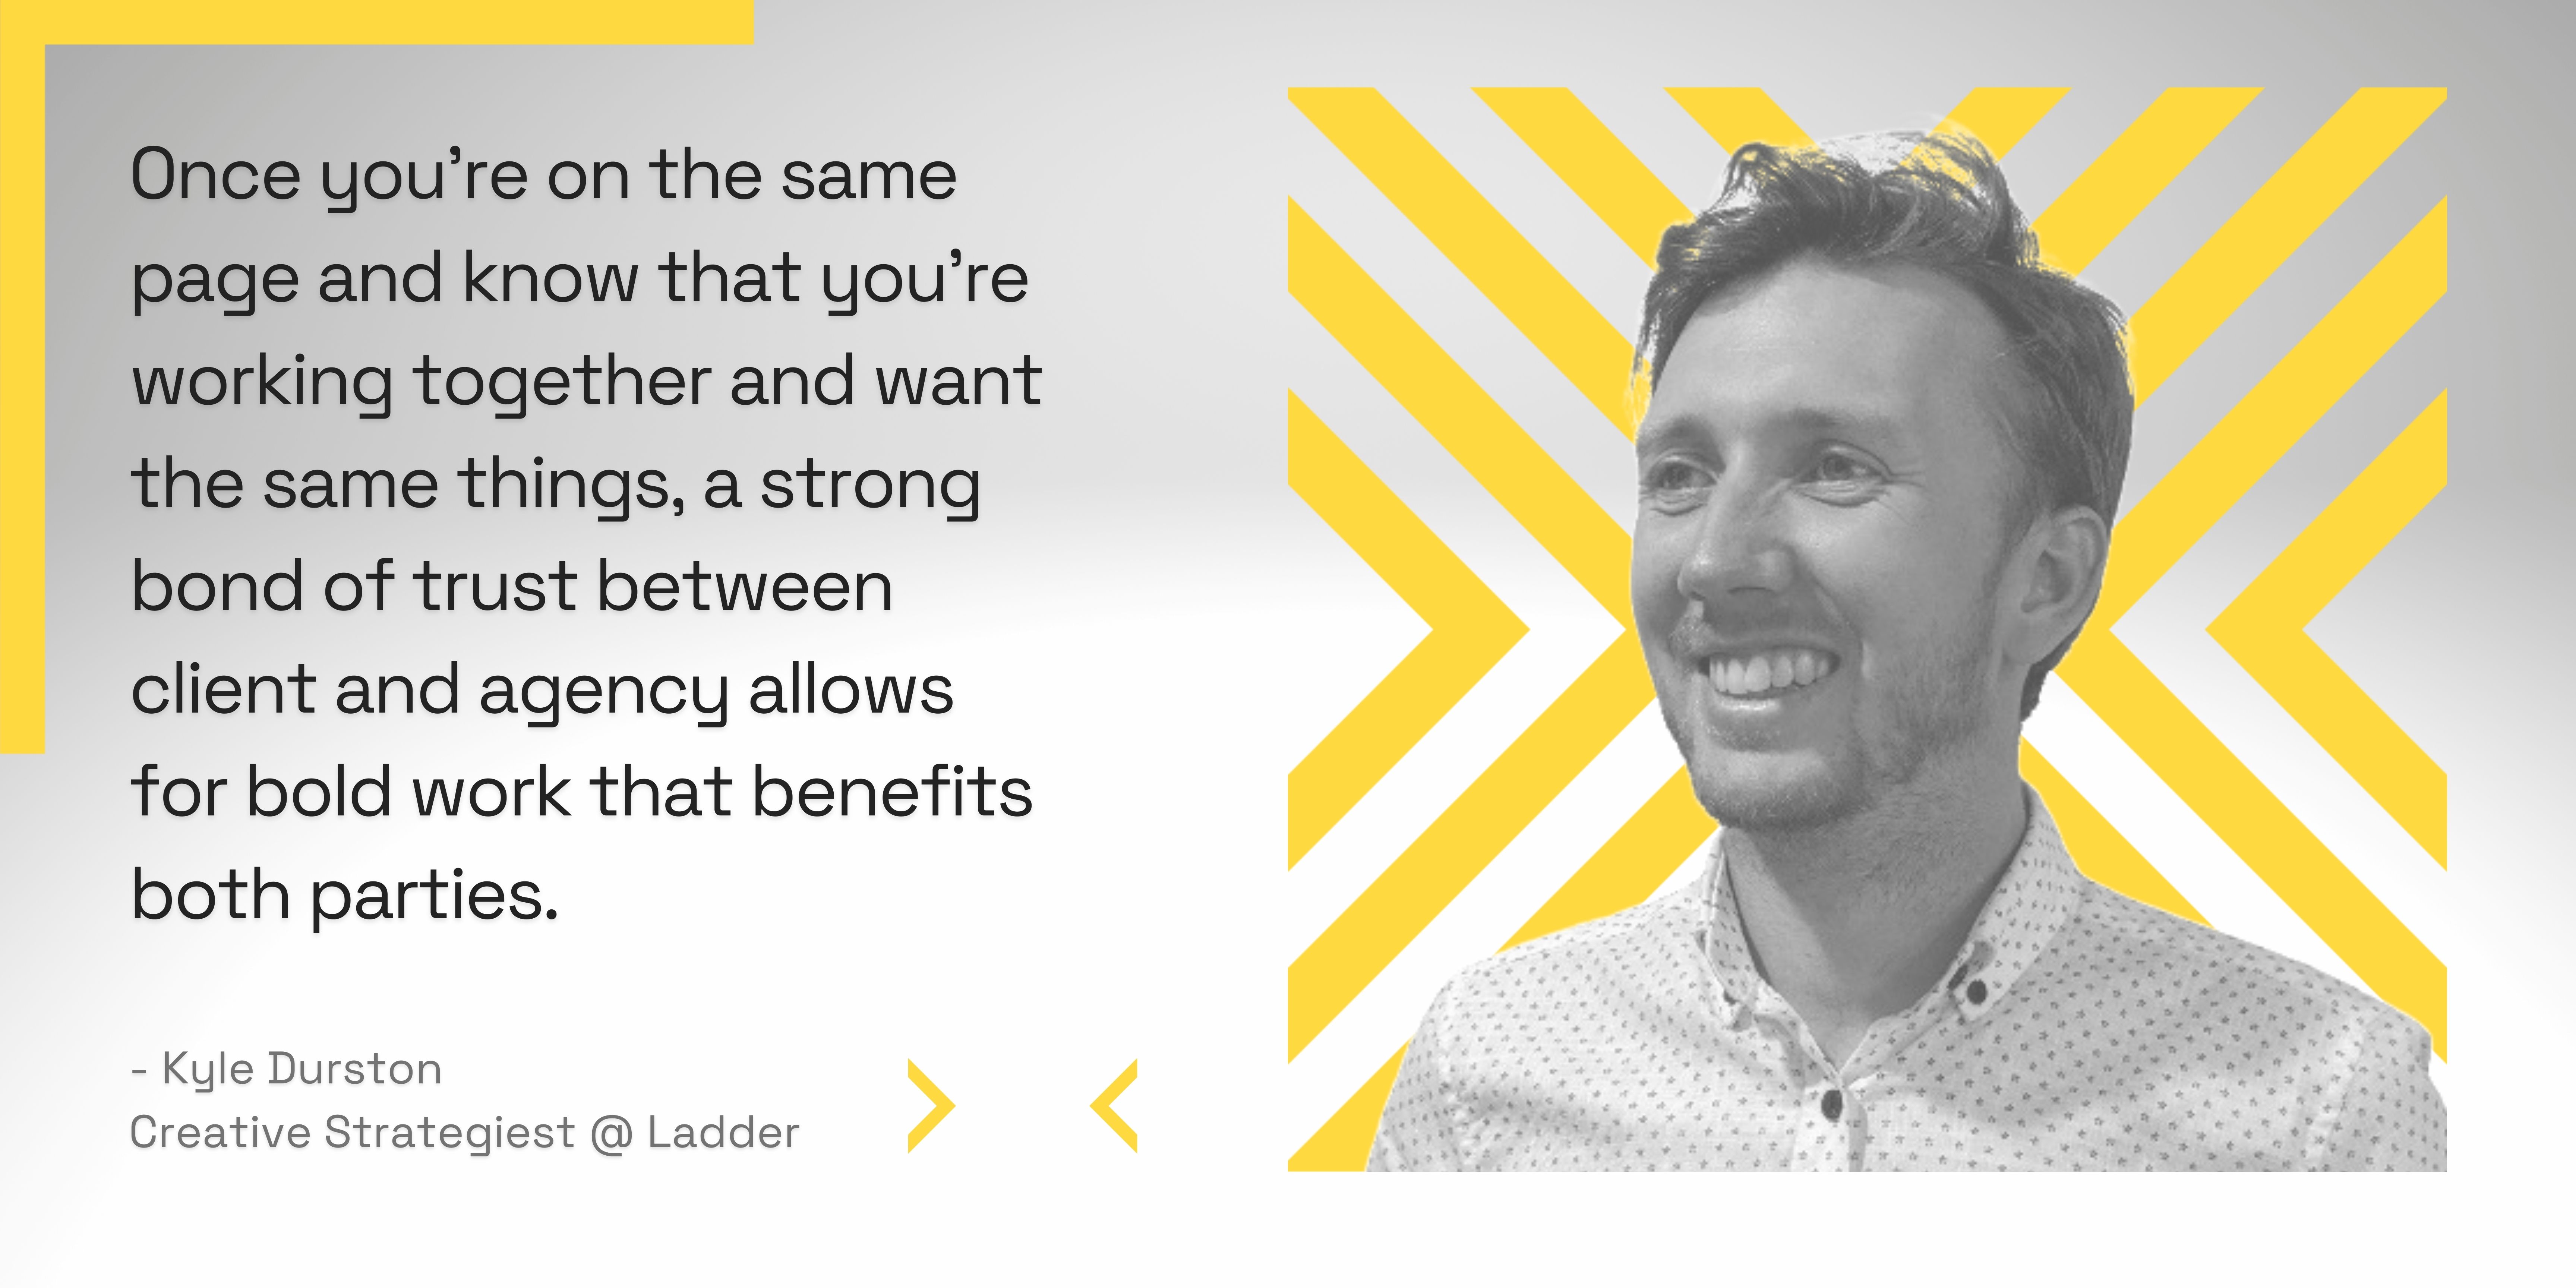 Once you’re on the same
page and know that you’re
working together and want
the same things, a strong
bond of trust between
client and agency allows
for bold work that benefits
both parties.
- Kyle Durston
Creative Strategiest @ Ladder